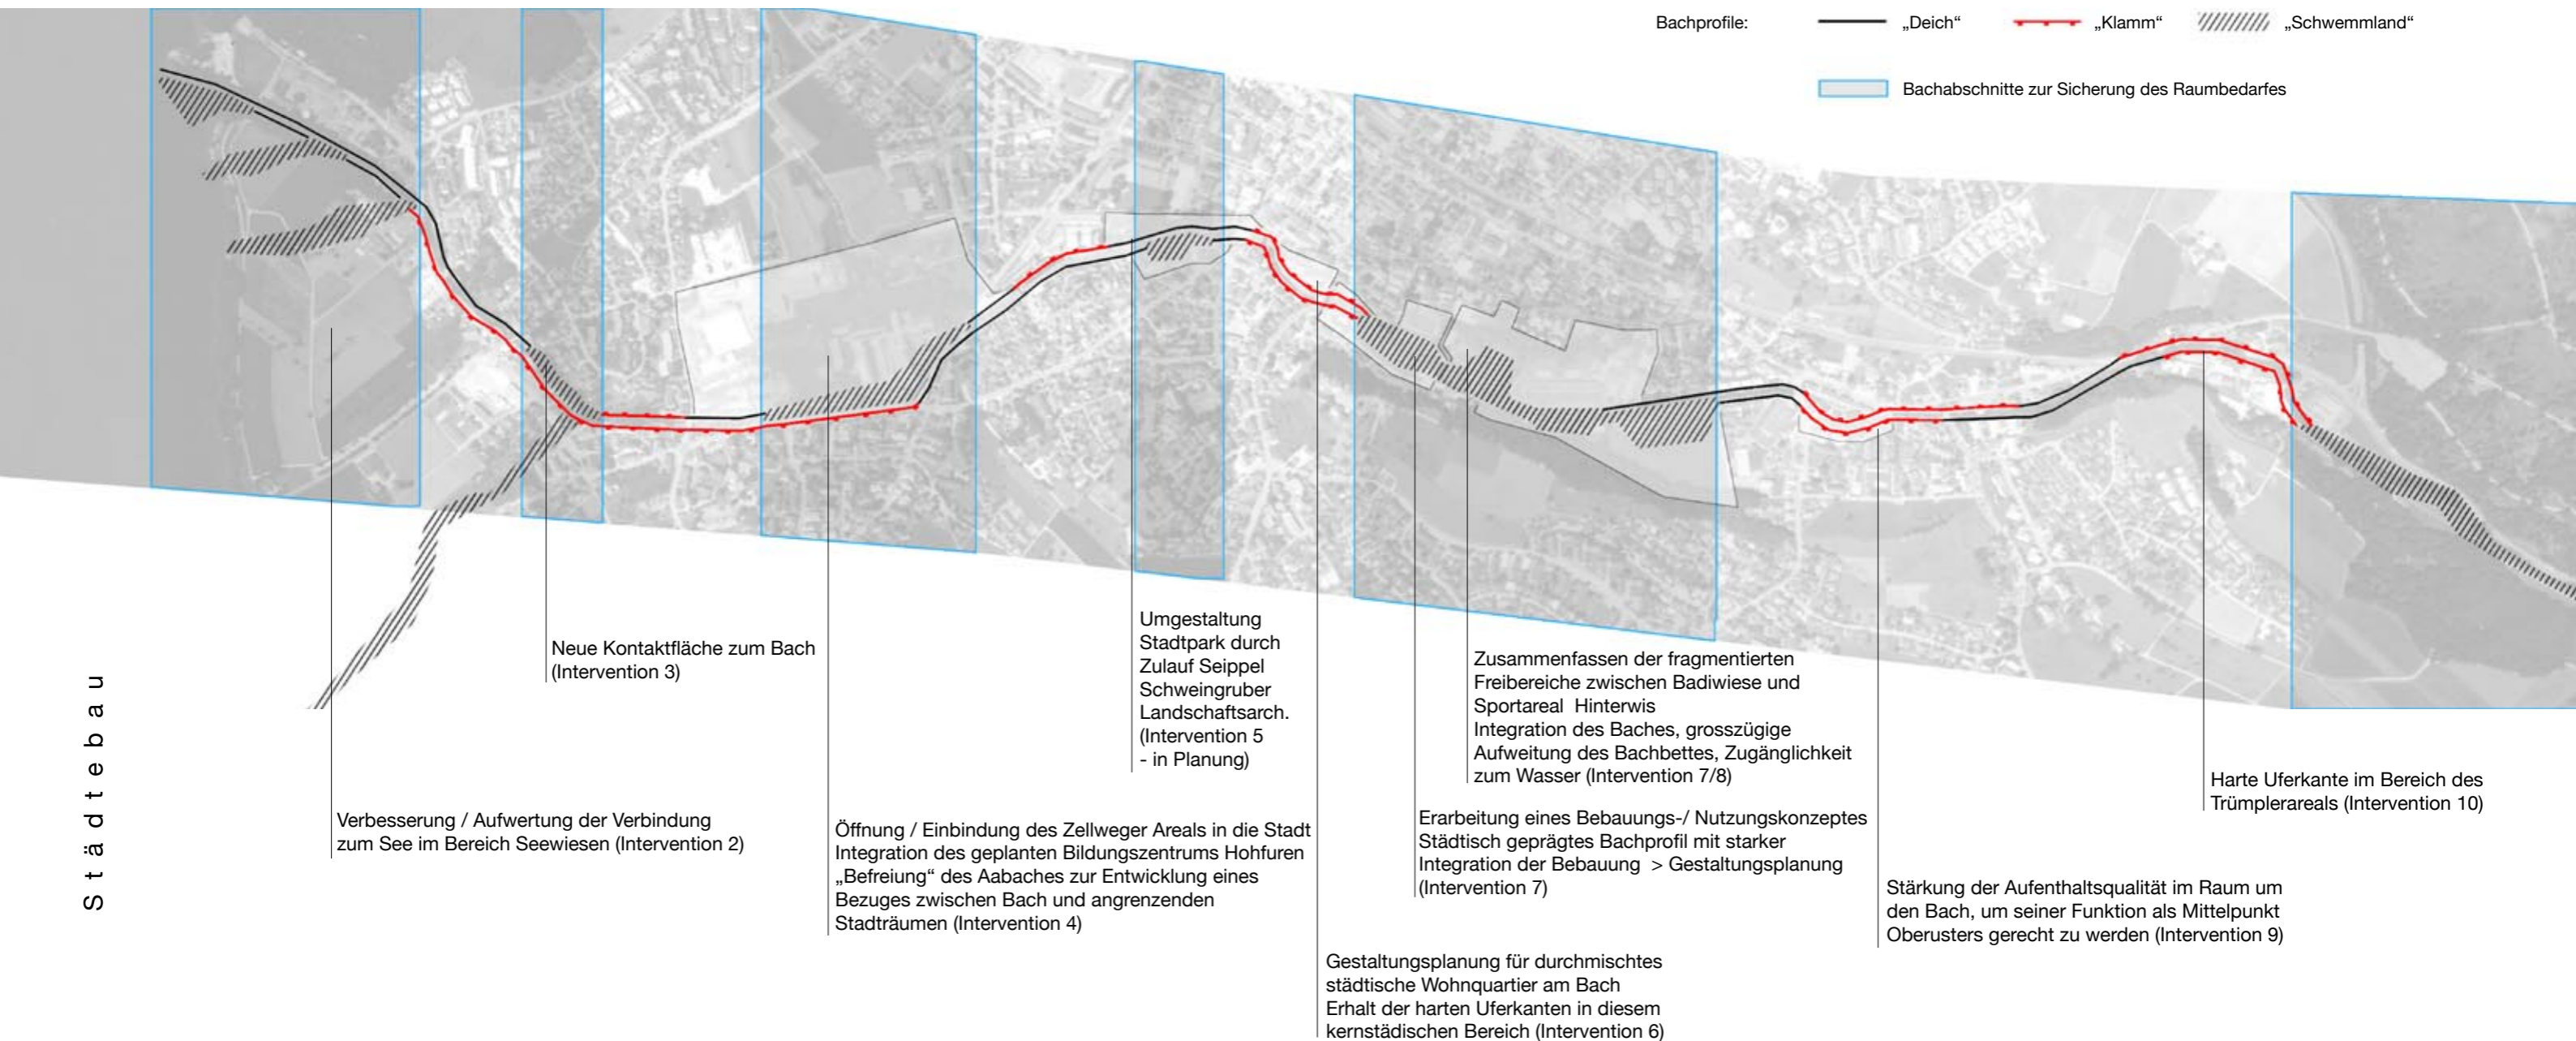 Bachprofile:
„Deich“
„Klamm“
„Schwemmland“
Bachabschnitte zur Sicherung des Raumbedarfes
Städtebau
Verbesserung / Aufwertung der Verbindung
zum See im Bereich Seewiesen (Intervention 2)
Neue Kontaktfläche zum Bach
(Intervention 3)
Öffnung / Einbindung des Zellweger Areals in die Stadt
Integration des geplanten Bildungszentrums Hohfuren
„Befreiung“ des Aabaches zur Entwicklung eines
Bezuges zwischen Bach und angrenzenden
Stadträumen (Intervention 4)
Umgestaltung
Stadtpark durch
Zulauf Seippel
Schweingruber
Landschaftsarch.
(Intervention 5
- in Planung)
Gestaltungsplanung für durchmischtes
städtische Wohnquartier am Bach
Erhalt der harten Uferkanten in diesem
kernstädischen Bereich (Intervention 6)
Erarbeitung eines Bebauungs-/ Nutzungskonzeptes
Städtisch geprägtes Bachprofil mit starker
Integration der Bebauung > Gestaltungsplanung
(Intervention 7)
Zusammenfassen der fragmentierten
Freibereiche zwischen Badiwiese und
Sportareal Hinterwis
Integration des Baches, grosszügige
Aufweitung des Bachbettes, Zugänglichkeit
zum Wasser (Intervention 7/8)
Stärkung der Aufenthaltsqualität im Raum um
den Bach, um seiner Funktion als Mittelpunkt
Oberusters gerecht zu werden (Intervention 9)
Harte Uferkante im Bereich des
Trümplerareals (Intervention 10)